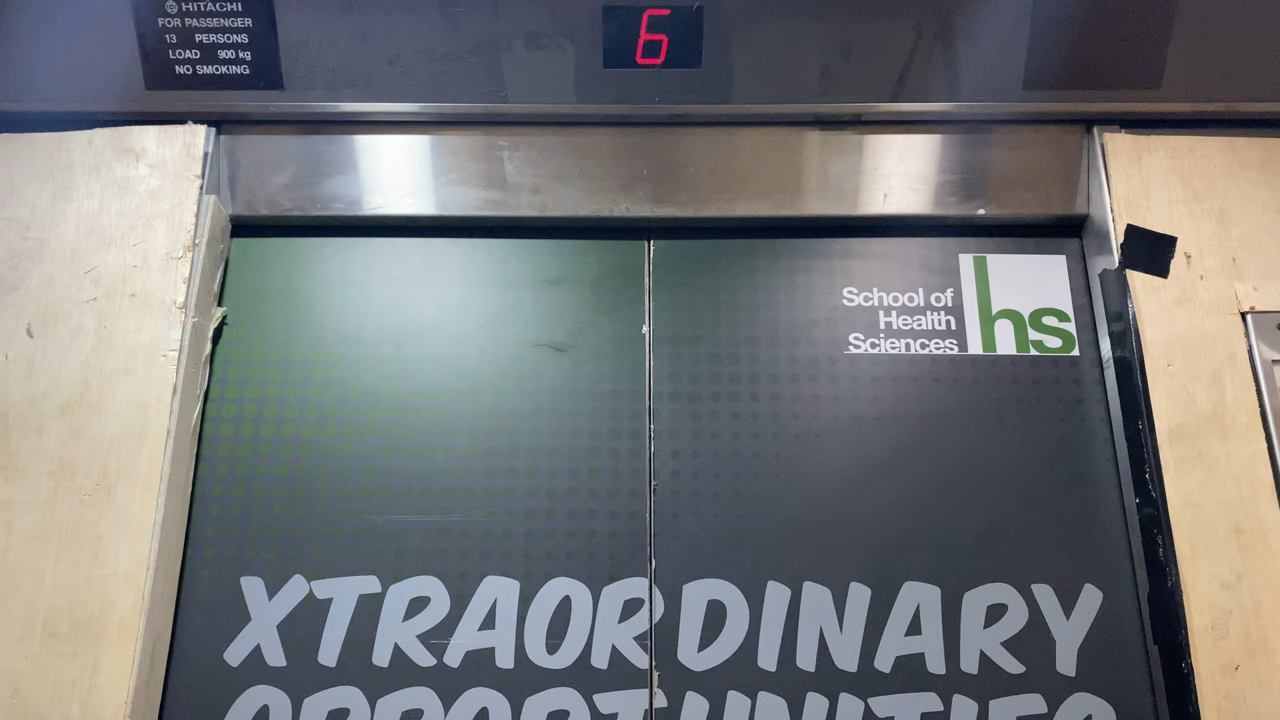 HITACHI
FOR PASSENGER
13 PERSONS
LOAD 900 kg
NO SMOKING
6
School of
Health
Sciences
hs
XTRAORDINARY
OPPORTUNITIES